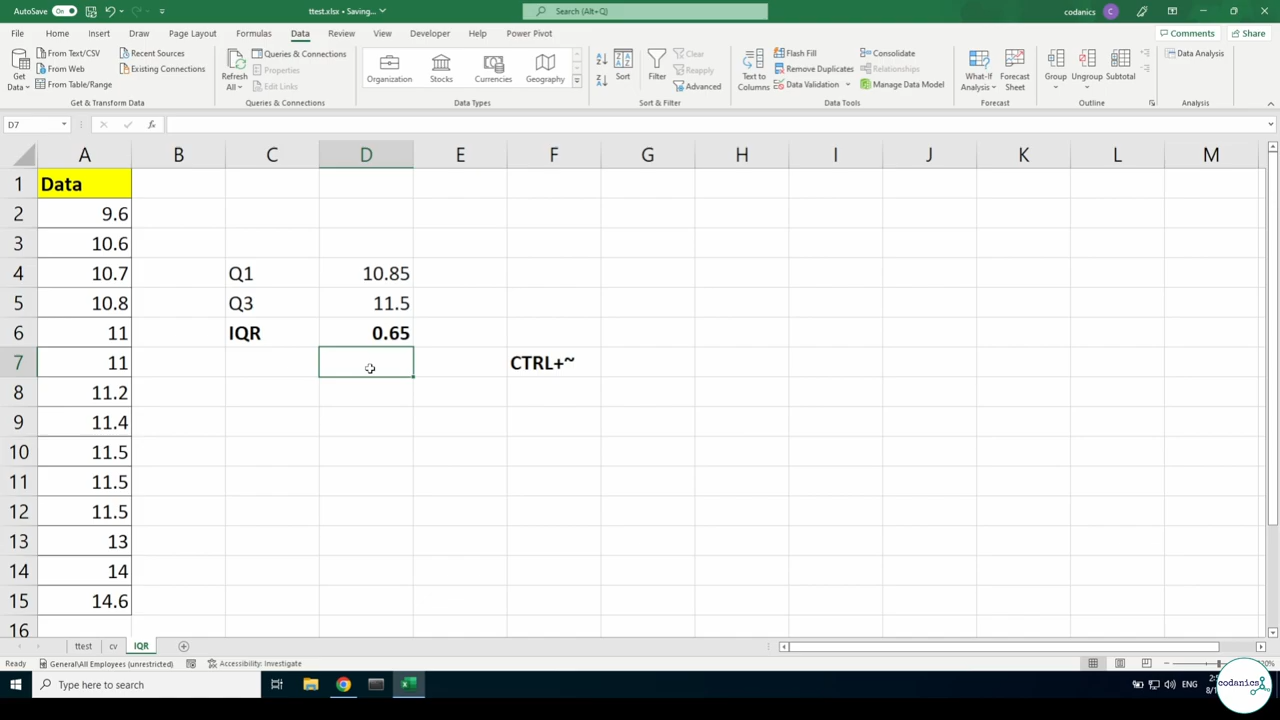 AutoSave On ttest.xlsx • Saving... Search (Alt+Q) codanics C
File Home Insert Draw Page Layout Formulas Data Review View Developer Help Power Pivot Comments Share
Get Data From Text/CSV Recent Sources Refresh All Queries & Connections Organization Stocks Currencies Geography Sort Filter Clear Text to Columns Flash Fill Consolidate What-If Analysis Forecast Sheet Group Ungroup Subtotal Data Analysis
From Web Existing Connections Properties Reapply Remove Duplicates Relationships
From Table/Range Edit Links Advanced Data Validation Manage Data Model
Get & Transform Data Queries & Connections Data Types Sort & Filter Data Tools Forecast Outline Analysis
D7 fx
A B C D E F G H I J K L M
1 Data
2 9.6
3 10.6
4 10.7 Q1 10.85
5 10.8 Q3 11.5
6 11 IQR 0.65
7 11 CTRL+~
8 11.2
9 11.4
10 11.5
11 11.5
12 11.5
13 13
14 14
15 14.6
16
ttest cv IQR
Ready General\All Employees (unrestricted) Accessibility: Investigate
Type here to search ENG
codanics